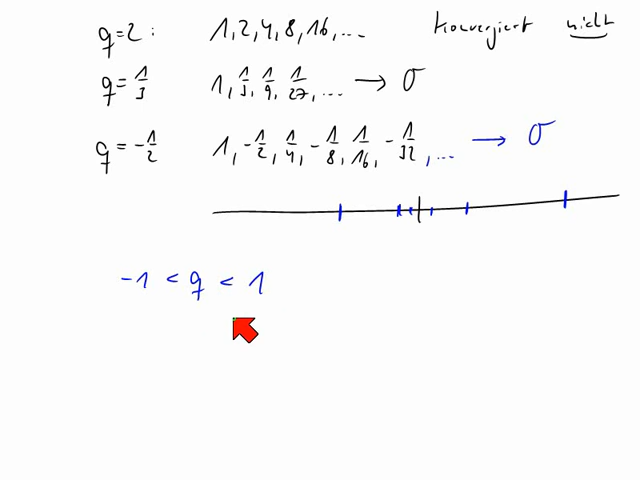 q=2: 1, 2, 4, 8, 16, ... konvergiert nicht
q=1/3 1, 1/3, 1/9, 1/27, ... → 0
q=-1/2 1, -1/2, 1/4, -1/8, 1/16, -1/32, ... → 0
-1 < q < 1